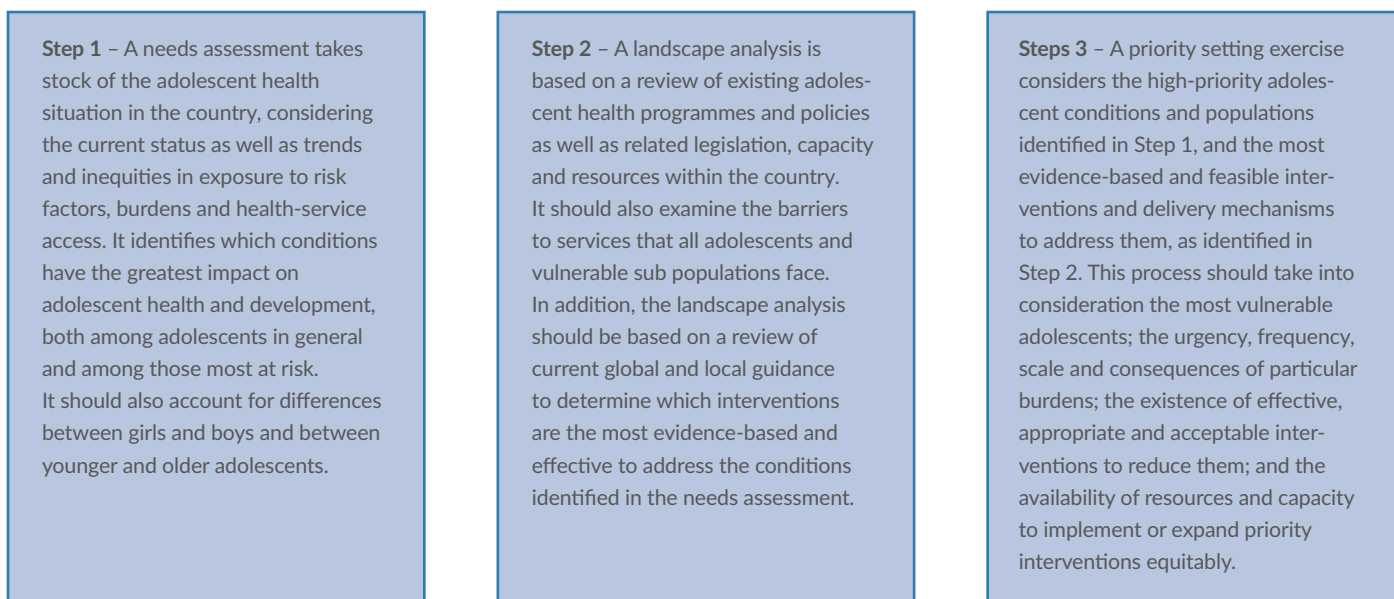 Step 1 – A needs assessment takes
stock of the adolescent health
situation in the country, considering
the current status as well as trends
and inequities in exposure to risk
factors, burdens and health-service
access. It identifies which conditions
have the greatest impact on
adolescent health and development,
both among adolescents in general
and among those most at risk.
It should also account for differences
between girls and boys and between
younger and older adolescents.
Step 2 – A landscape analysis is
based on a review of existing adoles-
cent health programmes and policies
as well as related legislation, capacity
and resources within the country.
It should also examine the barriers
to services that all adolescents and
vulnerable sub populations face.
In addition, the landscape analysis
should be based on a review of
current global and local guidance
to determine which interventions
are the most evidence-based and
effective to address the conditions
identified in the needs assessment.
Steps 3 – A priority setting exercise
considers the high-priority adoles-
cent conditions and populations
identified in Step 1, and the most
evidence-based and feasible inter-
ventions and delivery mechanisms
to address them, as identified in
Step 2. This process should take into
consideration the most vulnerable
adolescents; the urgency, frequency,
scale and consequences of particular
burdens; the existence of effective,
appropriate and acceptable inter-
ventions to reduce them; and the
availability of resources and capacity
to implement or expand priority
interventions equitably.